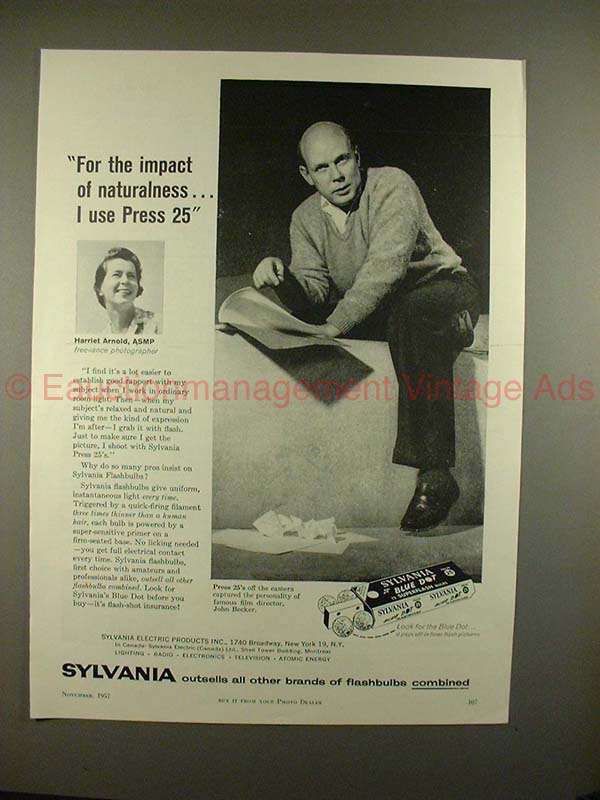 "For the impact
of naturalness...
I use Press 25"
Harriet Arnold, ASMP
free-lance photographer
"I find it's a lot easier to
establish good rapport with my
subject when I work in ordinary
room light. Then—when my
subject's relaxed and natural and
giving me the kind of expression
I'm after—I grab it with flash.
Just to make sure I get the
picture, I shoot with Sylvania
Press 25's."
Why do so many pros insist on
Sylvania Flashbulbs?
Sylvania flashbulbs give uniform,
instantaneous light every time.
Triggered by a quick-firing filament
three times thinner than a human
hair, each bulb is powered by a
super-sensitive primer on a
firm-seated base. No licking needed
—you get full electrical contact
every time. Sylvania flashbulbs,
first choice with amateurs and
professionals alike, outsell all other
flashbulbs combined. Look for
Sylvania's Blue Dot before you
buy—it's flash-shot insurance!
Press 25's off the camera
captured the personality of
famous film director,
John Becker.
SYLVANIA
BLUE DOT
SUPERFLASH
SYLVANIA
SYLVANIA
Look for the Blue Dot...
SYLVANIA ELECTRIC PRODUCTS INC., 1740 Broadway, New York 19, N.Y.
In Canada: Sylvania Electric (Canada) Ltd., Shell Tower Building, Montreal
LIGHTING • RADIO • ELECTRONICS • TELEVISION • ATOMIC ENERGY
SYLVANIA outsells all other brands of flashbulbs combined
November, 1957
BUY IT FROM YOUR PHOTO DEALER
107
© Eauctionmanagement Vintage Ads